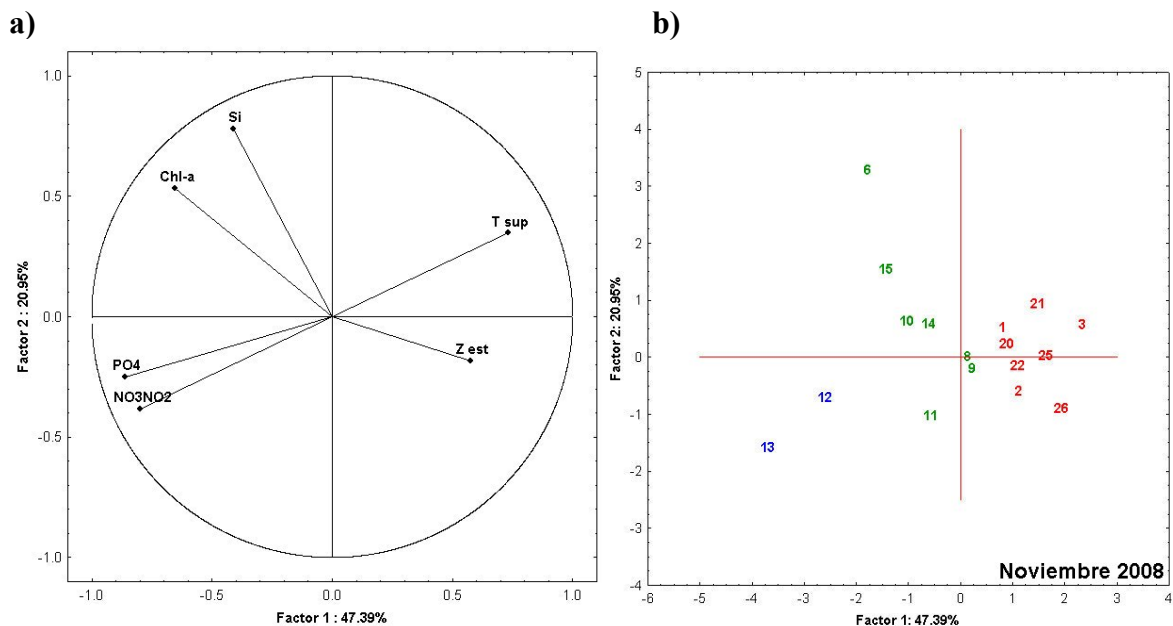 a)
1.0
0.5
0.0
-0.5
-1.0
Factor 2 : 20.95%
Si
Chl-a
T sup
Z est
PO4
NO3NO2
-1.0 -0.5 0.0 0.5 1.0
Factor 1 : 47.39%
b)
5
4
3
2
1
0
-1
-2
-3
-4
Factor 2: 20.95%
6
15
21
10 14 1 3
20
8 25
9 22
2
12
26
11
13
Noviembre 2008
-6 -5 -4 -3 -2 -1 0 1 2 3 4
Factor 1: 47.39%